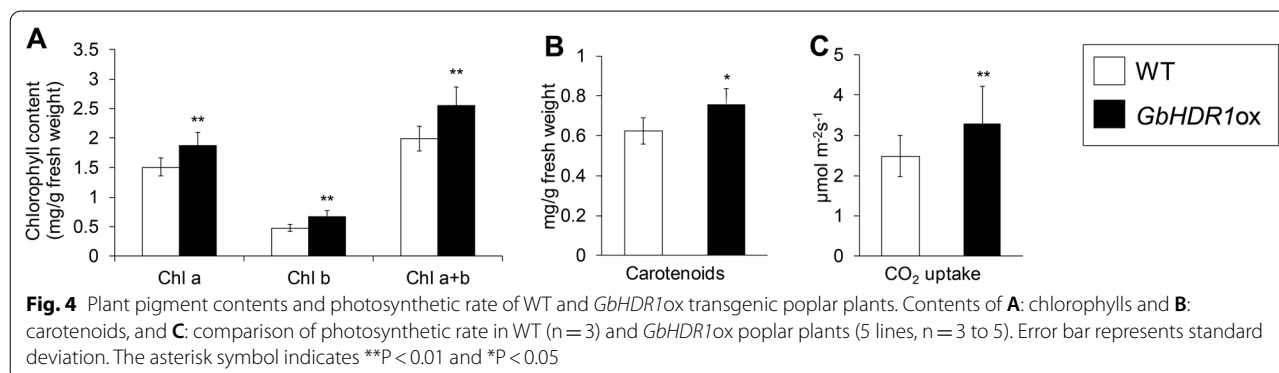 A
B
C
3.5
3
2.5
2
1.5
1
0.5
0
Chlorophyll content
(mg/g fresh weight)
**
**
**
Chl a
Chl b
Chl a+b
1
0.8
0.6
0.4
0.2
0
mg/g fresh weight
*
Carotenoids
5
4
3
2
1
0
µmol m-2s-1
**
CO2 uptake
WT
GbHDR1ox
Fig. 4 Plant pigment contents and photosynthetic rate of WT and GbHDR1ox transgenic poplar plants. Contents of A: chlorophylls and B:
carotenoids, and C: comparison of photosynthetic rate in WT (n = 3) and GbHDR1ox poplar plants (5 lines, n = 3 to 5). Error bar represents standard
deviation. The asterisk symbol indicates **P < 0.01 and *P < 0.05